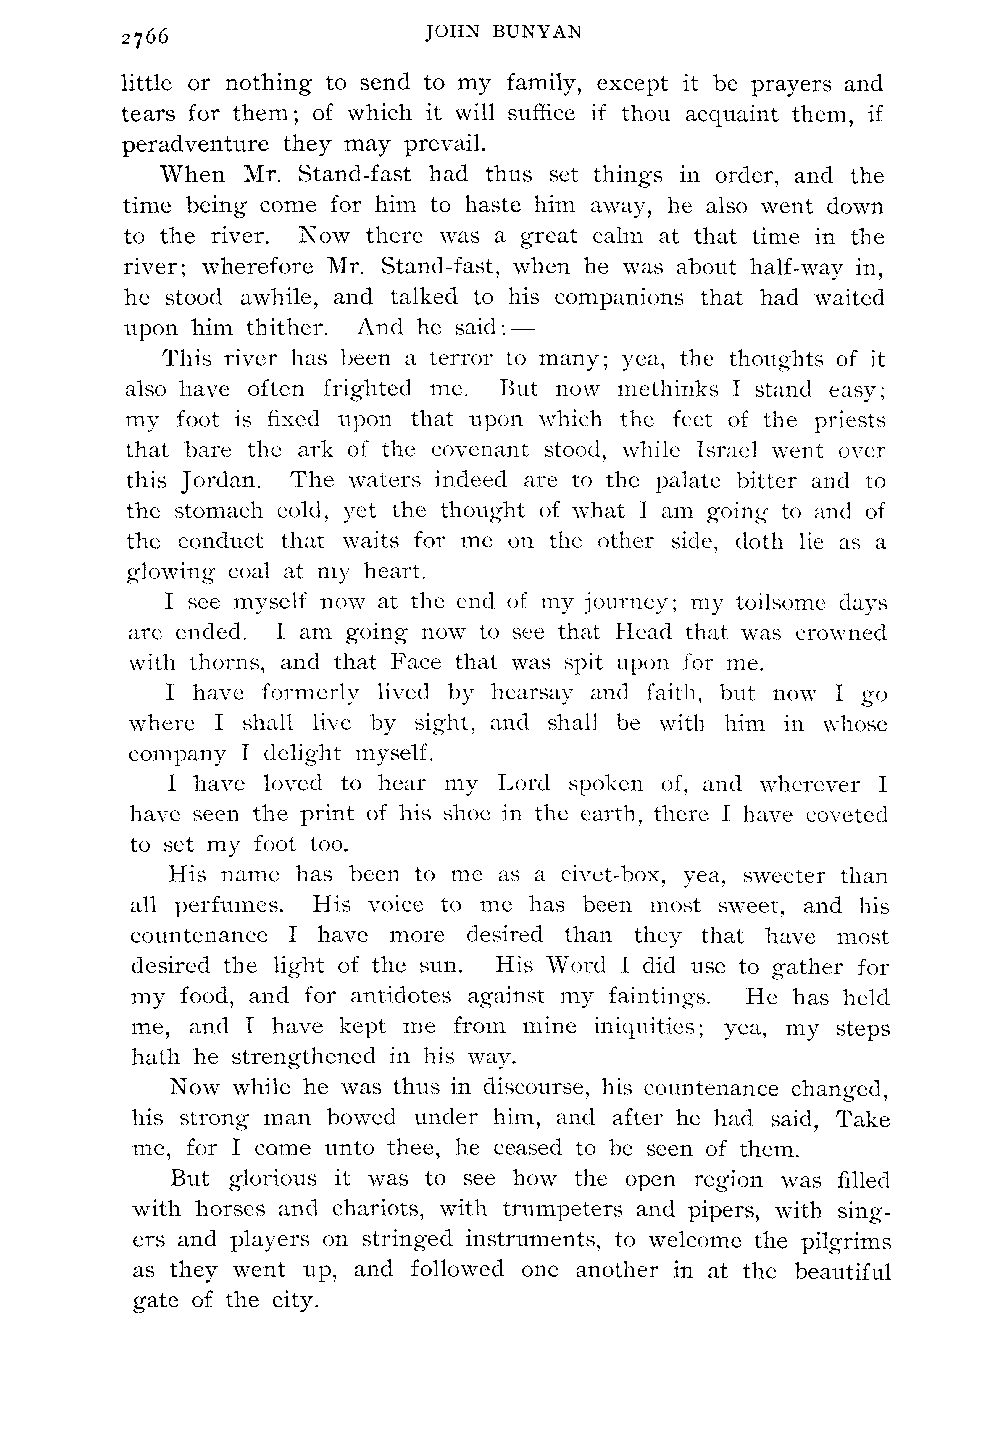 2766 JOHN BUNYAN
little or nothing to send to my family, except it be prayers and
tears for them; of which it will suffice if thou acquaint them, if
peradventure they may prevail.
When Mr. Stand-fast had thus set things in order, and the
time being come for him to haste him away, he also went down
to the river. Now there was a great calm at that time in the
river; wherefore Mr. Stand-fast, when he was about half-way in,
he stood awhile, and talked to his companions that had waited
upon him thither. And he said:—
This river has been a terror to many; yea, the thoughts of it
also have often frighted me. But now methinks I stand easy;
my foot is fixed upon that upon which the feet of the priests
that bare the ark of the covenant stood, while Israel went over
this Jordan. The waters indeed are to the palate bitter and to
the stomach cold, yet the thought of what I am going to and of
the conduct that waits for me on the other side, doth lie as a
glowing coal at my heart.
I see myself now at the end of my journey; my toilsome days
are ended. I am going now to see that Head that was crowned
with thorns, and that Face that was spit upon for me.
I have formerly lived by hearsay and faith, but now I go
where I shall live by sight, and shall be with him in whose
company I delight myself.
I have loved to hear my Lord spoken of, and wherever I
have seen the print of his shoe in the earth, there I have coveted
to set my foot too.
His name has been to me as a civet-box, yea, sweeter than
all perfumes. His voice to me has been most sweet, and his
countenance I have more desired than they that have most
desired the light of the sun. His Word I did use to gather for
my food, and for antidotes against my faintings. He has held
me, and I have kept me from mine iniquities; yea, my steps
hath he strengthened in his way.
Now while he was thus in discourse, his countenance changed,
his strong man bowed under him, and after he had said, Take
me, for I come unto thee, he ceased to be seen of them.
But glorious it was to see how the open region was filled
with horses and chariots, with trumpeters and pipers, with sing-
ers and players on stringed instruments, to welcome the pilgrims
as they went up, and followed one another in at the beautiful
gate of the city.